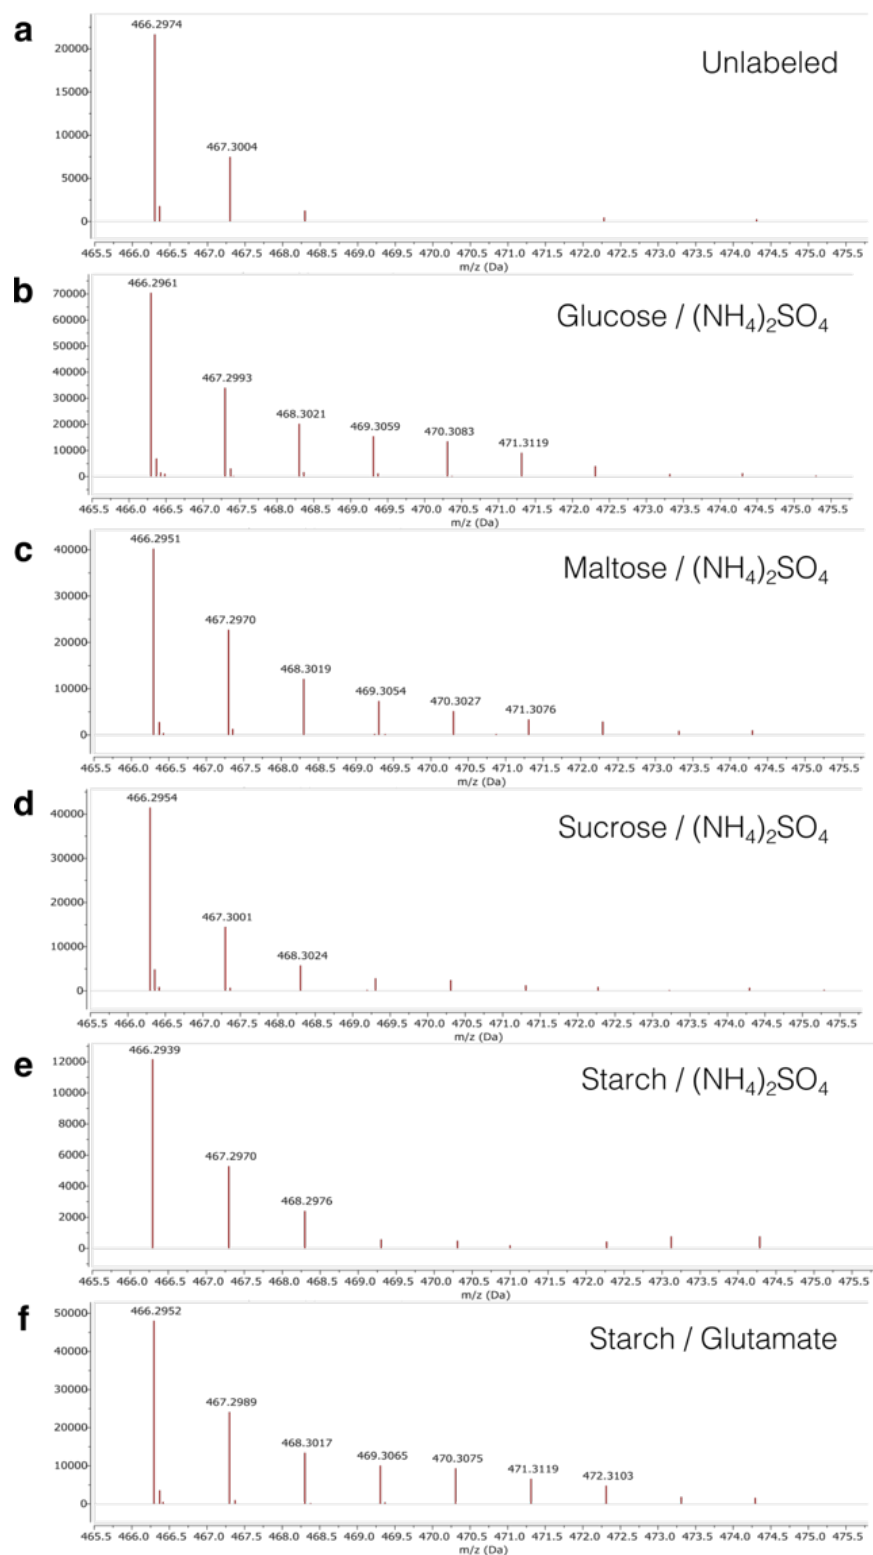 a
466.2974
Unlabeled
20000
467.3004
15000
10000
5000
0
465.5 466.0 466.5 467.0 467.5 468.0 468.5 469.0 469.5 470.0 470.5 471.0 471.5 472.0 472.5 473.0 473.5 474.0 474.5 475.0 475.5
m/z (Da)
b
466.2961
Glucose / (NH4)2SO4
70000
60000
50000
40000
467.2993
30000
468.3021
469.3059
470.3083
20000
471.3119
10000
0
465.5 466.0 466.5 467.0 467.5 468.0 468.5 469.0 469.5 470.0 470.5 471.0 471.5 472.0 472.5 473.0 473.5 474.0 474.5 475.0 475.5
m/z (Da)
c
466.2951
Maltose / (NH4)2SO4
40000
30000
467.2970
20000
468.3019
469.3054
470.3027
471.3076
10000
0
465.5 466.0 466.5 467.0 467.5 468.0 468.5 469.0 469.5 470.0 470.5 471.0 471.5 472.0 472.5 473.0 473.5 474.0 474.5 475.0 475.5
m/z (Da)
d
466.2954
Sucrose / (NH4)2SO4
40000
30000
20000
467.3001
468.3024
10000
0
465.5 466.0 466.5 467.0 467.5 468.0 468.5 469.0 469.5 470.0 470.5 471.0 471.5 472.0 472.5 473.0 473.5 474.0 474.5 475.0 475.5
m/z (Da)
e
466.2939
Starch / (NH4)2SO4
12000
10000
8000
6000
467.2970
4000
468.2976
2000
0
465.5 466.0 466.5 467.0 467.5 468.0 468.5 469.0 469.5 470.0 470.5 471.0 471.5 472.0 472.5 473.0 473.5 474.0 474.5 475.0 475.5
m/z (Da)
f
466.2952
Starch / Glutamate
50000
40000
30000
467.2989
20000
468.3017
469.3065
470.3075
471.3119
472.3103
10000
0
465.5 466.0 466.5 467.0 467.5 468.0 468.5 469.0 469.5 470.0 470.5 471.0 471.5 472.0 472.5 473.0 473.5 474.0 474.5 475.0 475.5
m/z (Da)